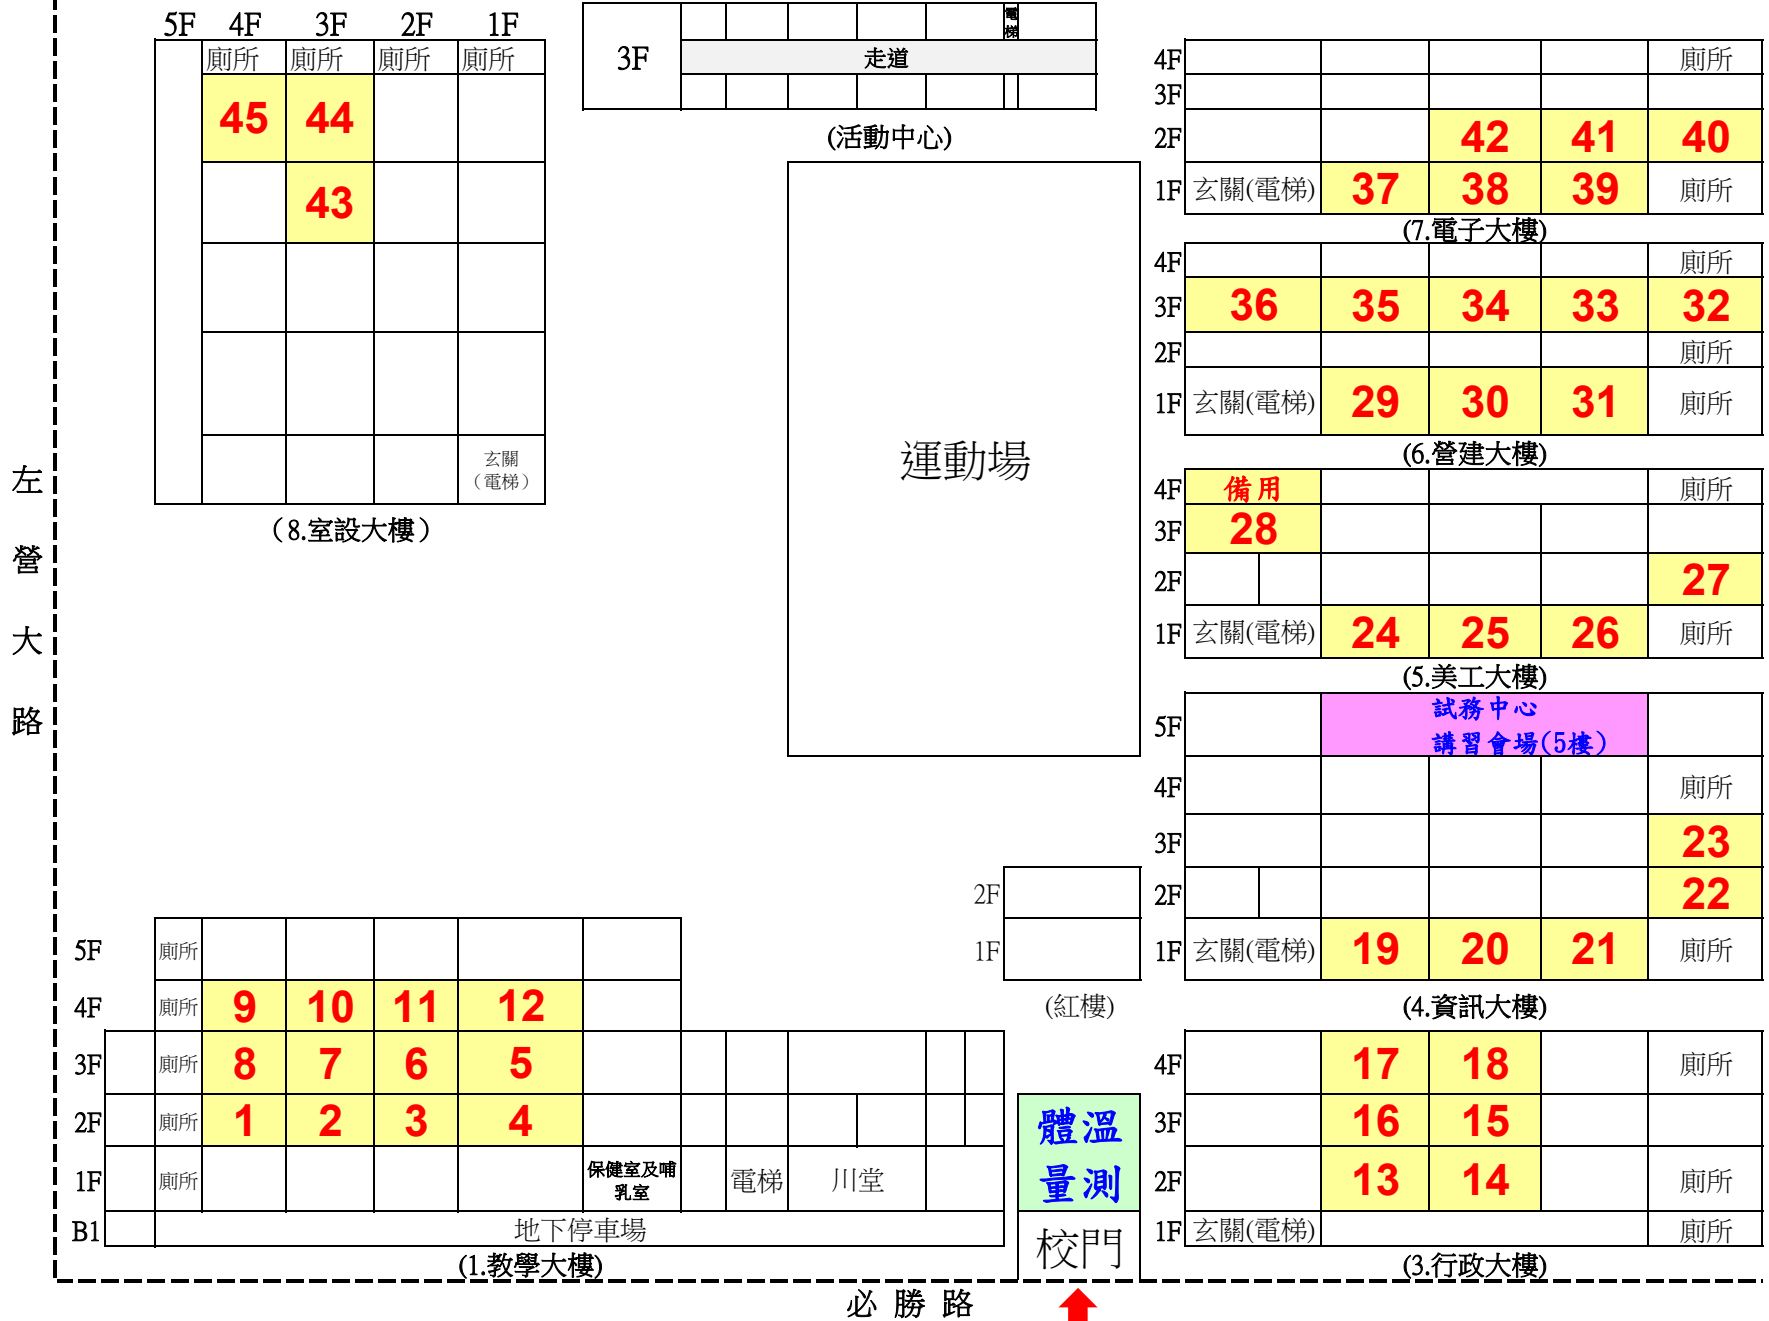 5F 4F 3F 2F 1F
廁所 廁所 廁所 廁所
45 44
43
玄關
（電梯）
（8.室設大樓）
電梯
3F 走道
(活動中心)
運動場
4F 廁所
3F
2F 42 41 40
1F 玄關(電梯) 37 38 39 廁所
(7.電子大樓)
4F 廁所
3F 36 35 34 33 32
2F 廁所
1F 玄關(電梯) 29 30 31 廁所
(6.營建大樓)
4F 備用 廁所
3F 28
2F 27
1F 玄關(電梯) 24 25 26 廁所
(5.美工大樓)
5F 試務中心
講習會場(5樓)
4F 廁所
3F 23
2F 22
1F 玄關(電梯) 19 20 21 廁所
(4.資訊大樓)
2F
1F
(紅樓)
4F 17 18 廁所
3F 16 15
2F 13 14 廁所
1F 玄關(電梯) 廁所
(3.行政大樓)
5F 廁所
4F 廁所 9 10 11 12
3F 廁所 8 7 6 5
2F 廁所 1 2 3 4
1F 廁所 保健室及哺
乳室 電梯 川堂
B1 地下停車場
(1.教學大樓)
體溫
量測
校門
左營大路
必勝路